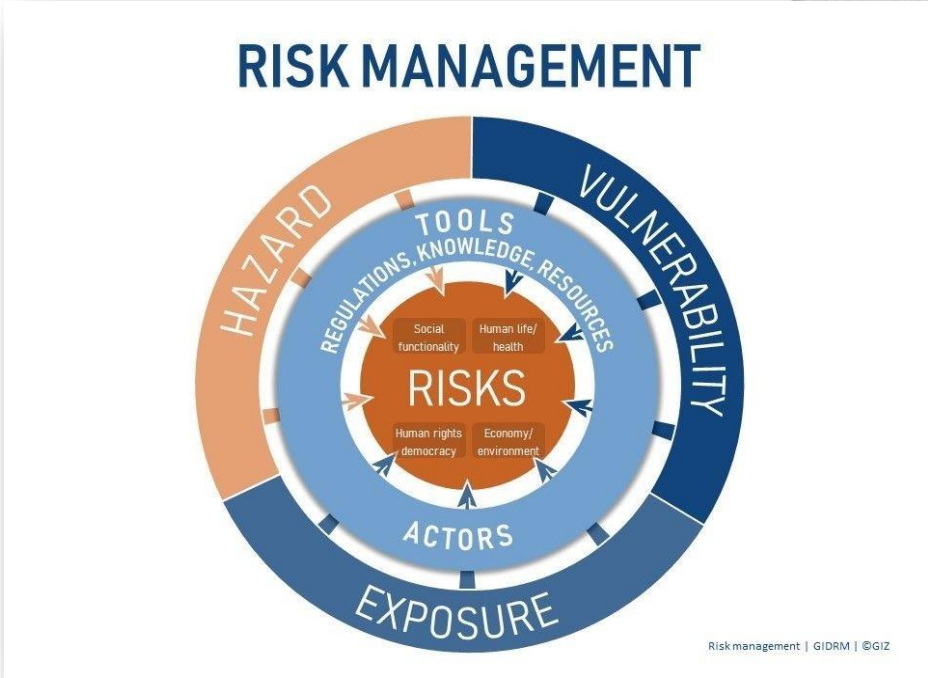 RISK MANAGEMENT
HAZARD
VULNERABILITY
TOOLS
REGULATIONS, KNOWLEDGE, RESOURCES
Social
functionality
Human life/
health
RISKS
Human rights
democracy
Economy/
environment
ACTORS
EXPOSURE
Risk management | GIDRM | ©GIZ